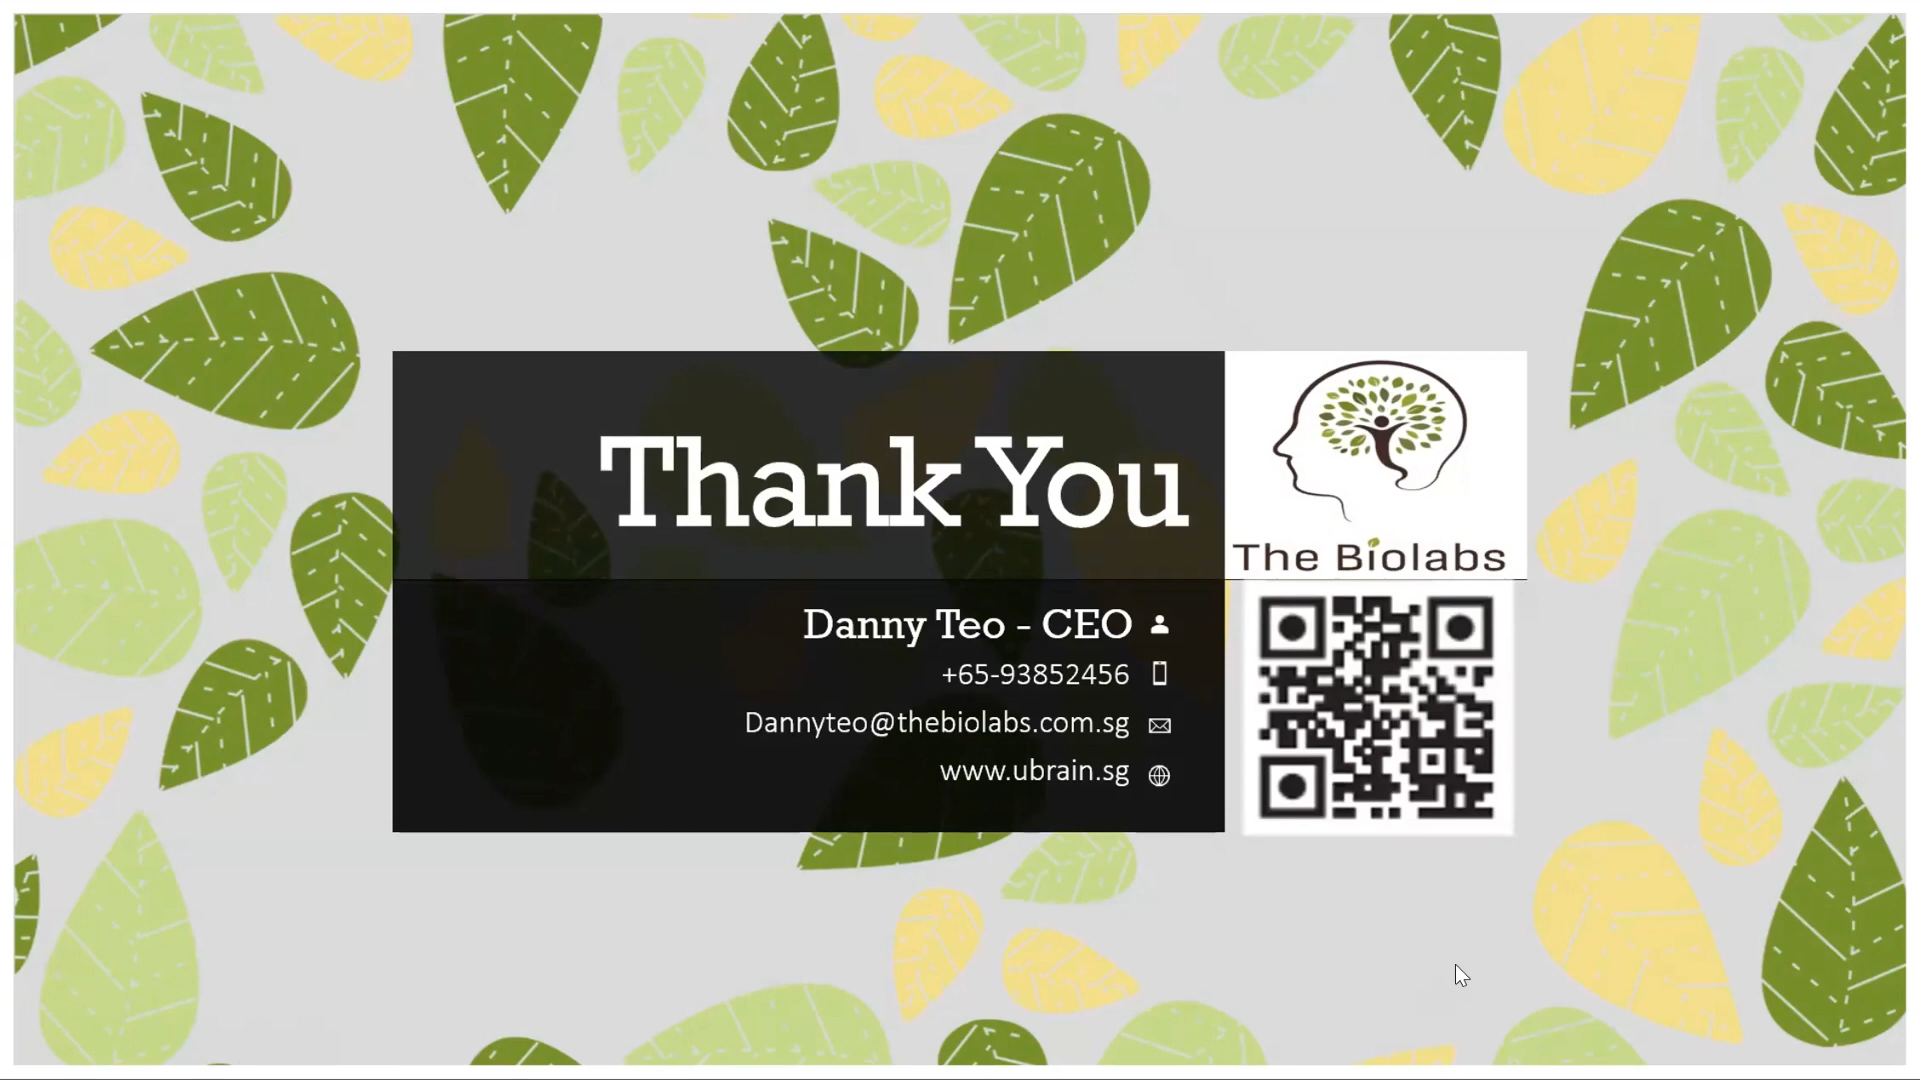 Thank You
The Biolabs
Danny Teo - CEO
+65-93852456
Dannyteo@thebiolabs.com.sg
www.ubrain.sg